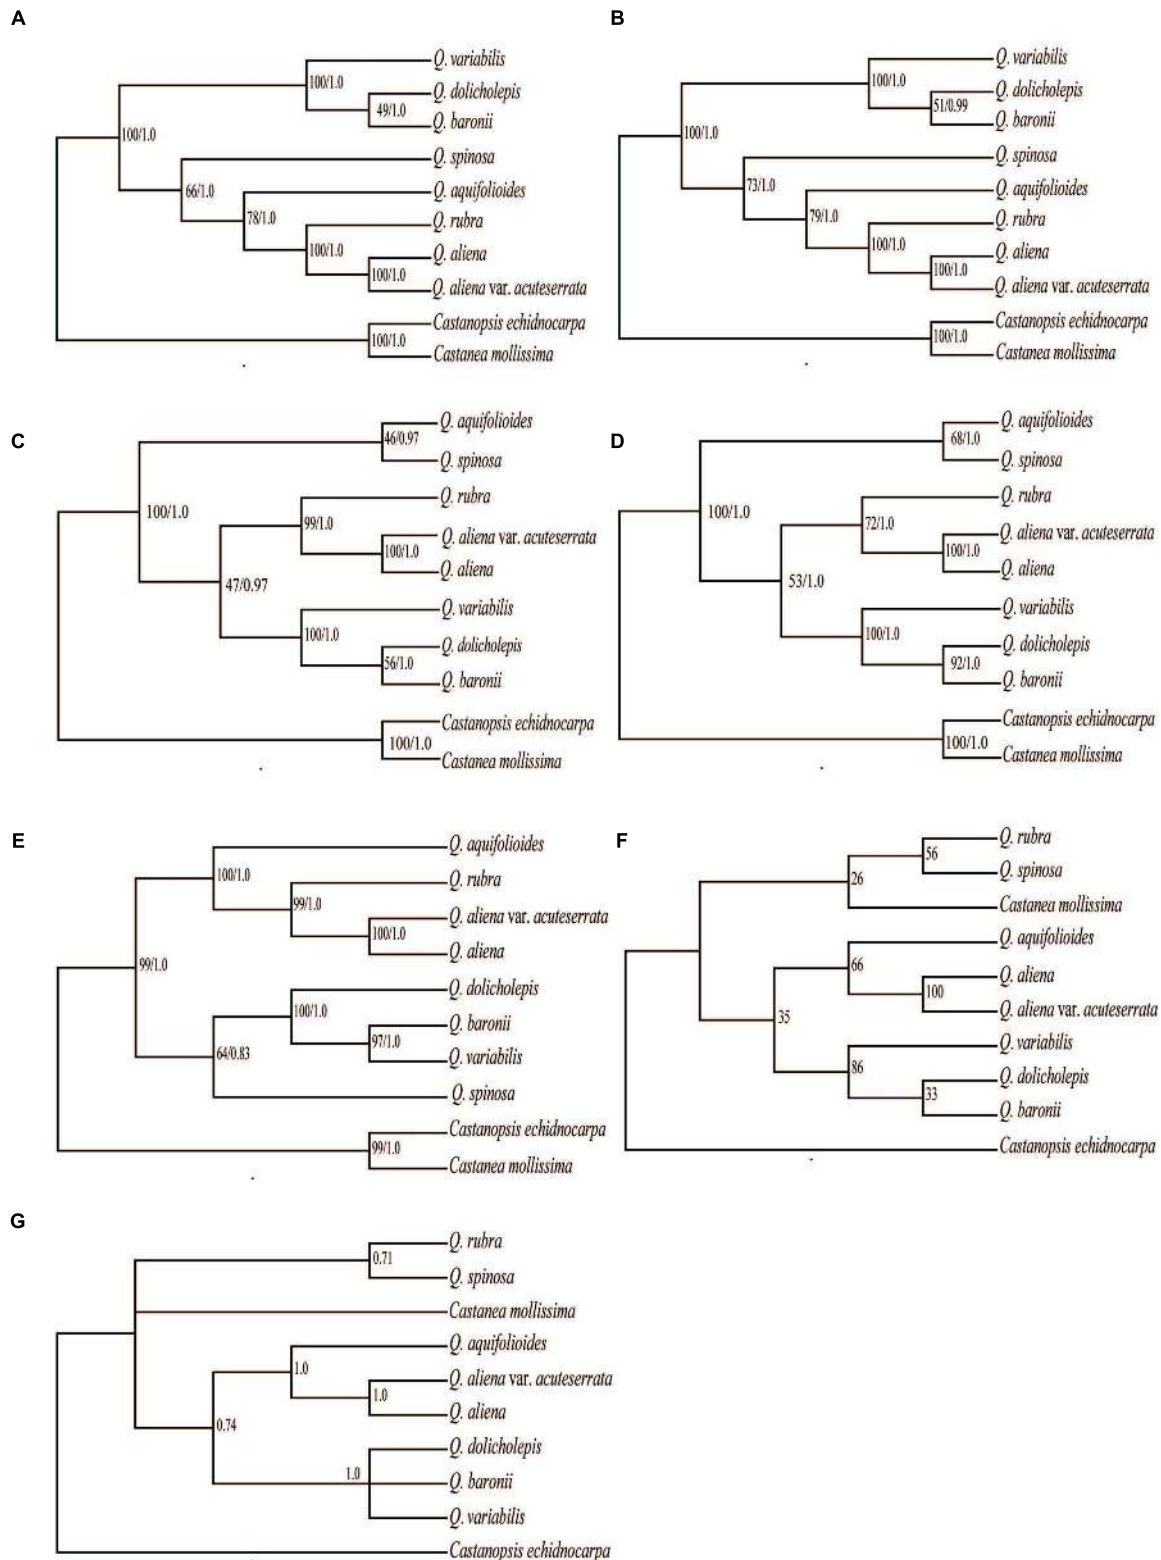 A
Q. variabilis
100/1.0
Q. dolicholepis
49/1.0
Q. baronii
100/1.0
Q. spinosa
66/1.0
Q. aquifolioides
78/1.0
Q. rubra
100/1.0
Q. aliena
100/1.0
Q. aliena var. acuteserrata
Castanopsis echidnocarpa
100/1.0
Castanea mollissima
B
Q. variabilis
100/1.0
Q. dolicholepis
51/0.99
Q. baronii
100/1.0
Q. spinosa
73/1.0
Q. aquifolioides
79/1.0
Q. rubra
100/1.0
Q. aliena
100/1.0
Q. aliena var. acuteserrata
Castanopsis echidnocarpa
100/1.0
Castanea mollissima
C
Q. aquifolioides
46/0.97
Q. spinosa
Q. rubra
100/1.0
99/1.0
Q. aliena var. acuteserrata
100/1.0
Q. aliena
47/0.97
Q. variabilis
100/1.0
Q. dolicholepis
56/1.0
Q. baronii
Castanopsis echidnocarpa
100/1.0
Castanea mollissima
D
Q. aquifolioides
68/1.0
Q. spinosa
Q. rubra
100/1.0
72/1.0
Q. aliena var. acuteserrata
100/1.0
Q. aliena
53/1.0
Q. variabilis
100/1.0
Q. dolicholepis
92/1.0
Q. baronii
Castanopsis echidnocarpa
100/1.0
Castanea mollissima
E
Q. aquifolioides
100/1.0
Q. rubra
99/1.0
Q. aliena var. acuteserrata
100/1.0
Q. aliena
99/1.0
Q. dolicholepis
100/1.0
Q. baronii
97/1.0
64/0.83
Q. variabilis
Q. spinosa
Castanopsis echidnocarpa
99/1.0
Castanea mollissima
F
Q. rubra
56
Q. spinosa
26
Castanea mollissima
Q. aquifolioides
66
Q. aliena
100
Q. aliena var. acuteserrata
35
Q. variabilis
86
Q. dolicholepis
33
Q. baronii
Castanopsis echidnocarpa
G
Q. rubra
0.71
Q. spinosa
Castanea mollissima
Q. aquifolioides
1.0
Q. aliena var. acuteserrata
1.0
Q. aliena
0.74
Q. dolicholepis
1.0
Q. baronii
Q. variabilis
Castanopsis echidnocarpa